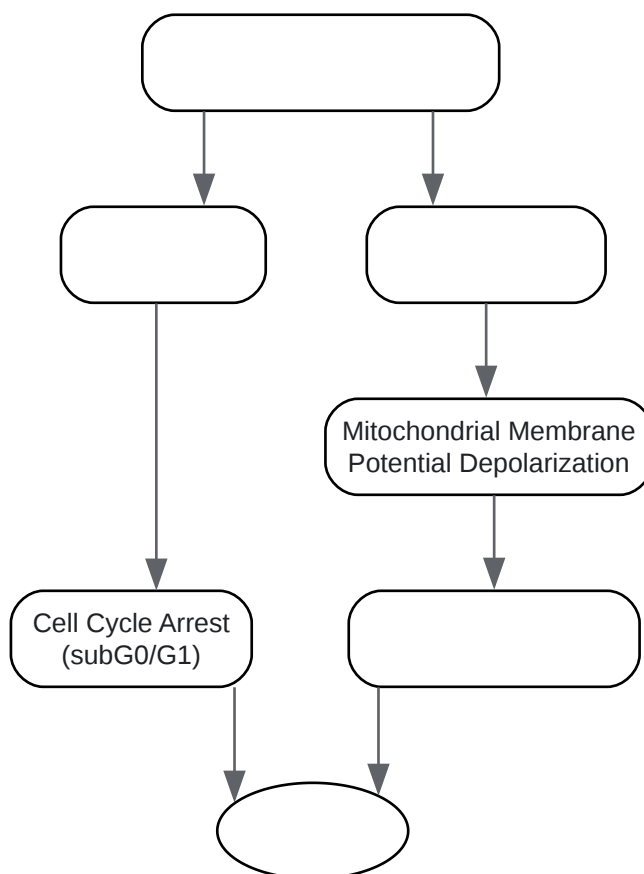 Mitochondrial Membrane
Potential Depolarization
Cell Cycle Arrest
(subG0/G1)